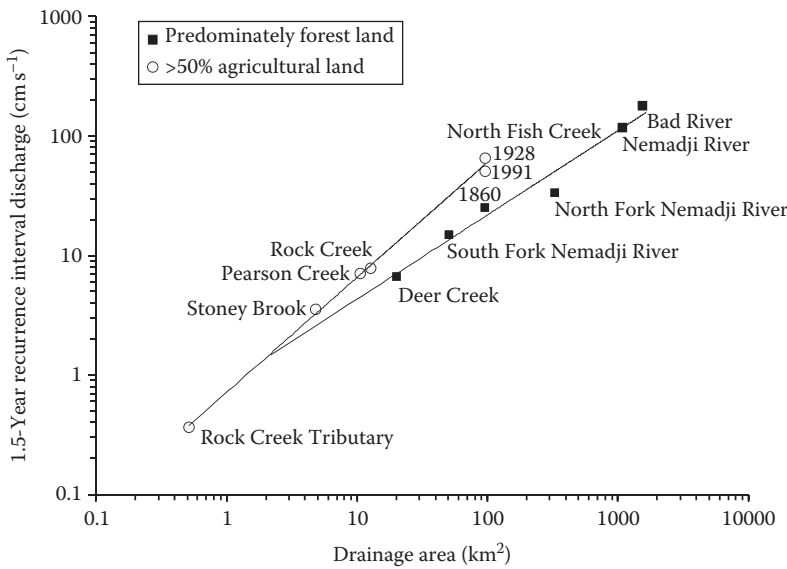 1000
100
10
1
0.1
1.5-Year recurrence interval discharge (cm s⁻¹)
Predominately forest land
>50% agricultural land
North Fish Creek
1928
1991
1860
Bad River
Nemadji River
North Fork Nemadji River
South Fork Nemadji River
Rock Creek
Pearson Creek
Deer Creek
Stoney Brook
Rock Creek Tributary
0.1 1 10 100 1000 10000
Drainage area (km²)